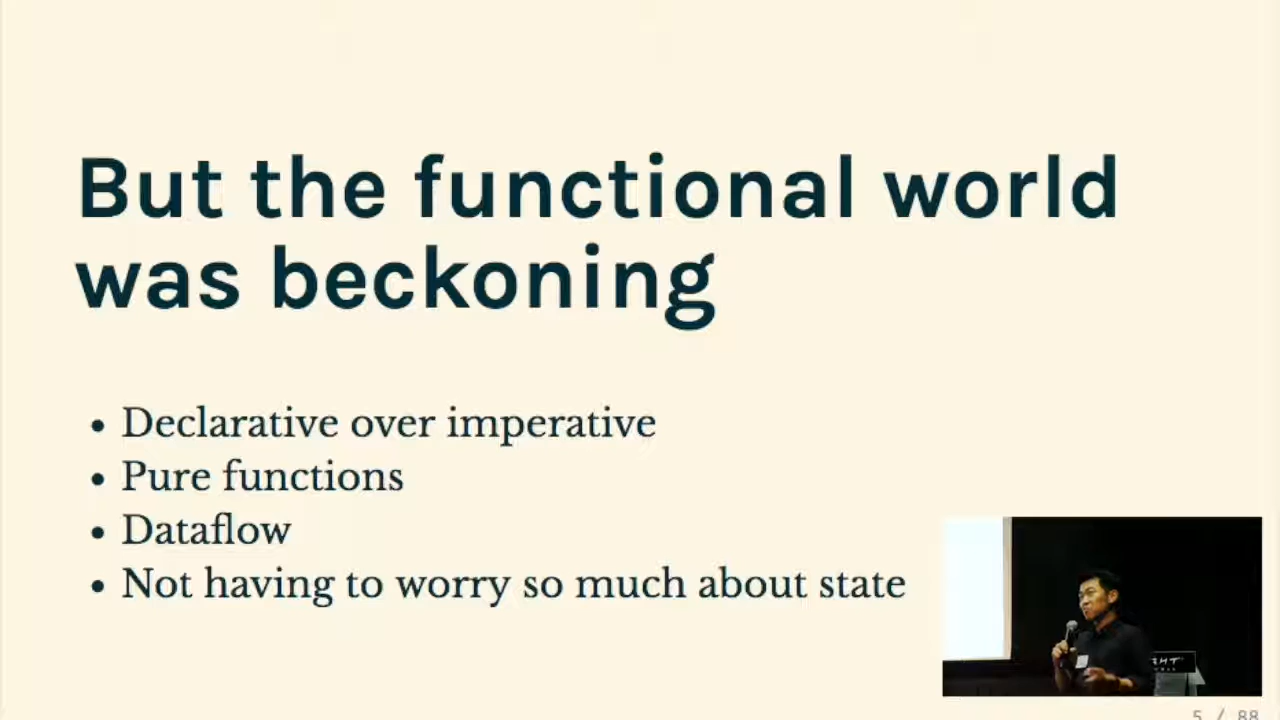 But the functional world
was beckoning
• Declarative over imperative
• Pure functions
• Dataflow
• Not having to worry so much about state
5 / 88